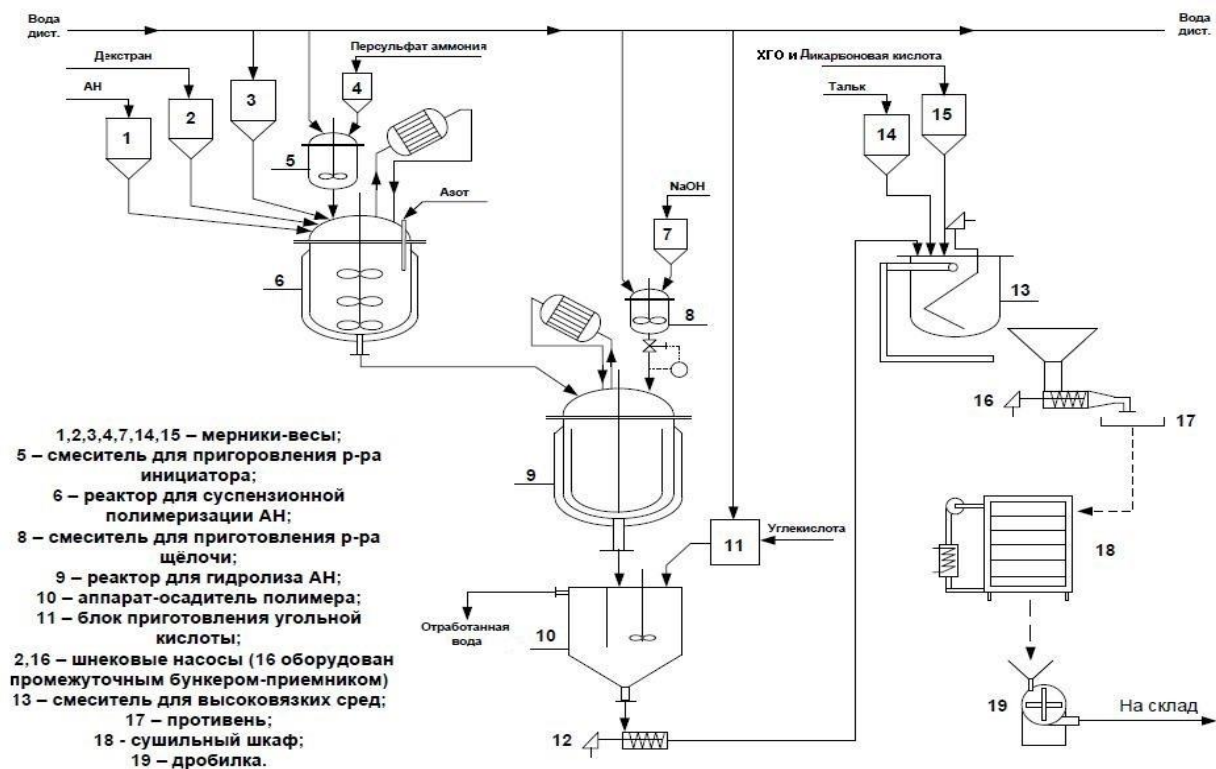 Вода
дист.
Вода
дист.
Декстран
Персульфат аммония
АН
ХГО и Дикарбоновая кислота
Тальк
1
2
3
4
5
Азот
NaOH
14
15
6
7
8
13
16
17
9
11
Углекислота
18
Отработанная
вода
10
12
19
На склад
1,2,3,4,7,14,15 – мерники-весы;
5 – смеситель для пригоровления р-ра
инициатора;
6 – реактор для суспензионной
полимеризации АН;
8 – смеситель для приготовления р-ра
щёлочи;
9 – реактор для гидролиза АН;
10 – аппарат-осадитель полимера;
11 – блок приготовления угольной
кислоты;
2,16 – шнековые насосы (16 оборудован
промежуточным бункером-приемником)
13 – смеситель для высоковязких сред;
17 – противень;
18 - сушильный шкаф;
19 – дробилка.